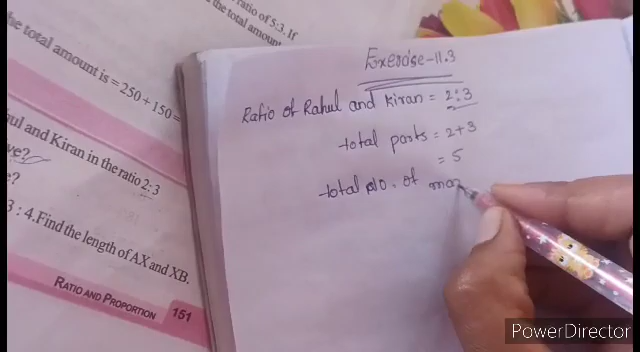 ratio of 5:3. If
the total amount
the total amount is = 250 + 150 =
hul and Kiran in the ratio 2:3
ve?
?
3 : 4. Find the length of AX and XB.
RATIO AND PROPORTION 151
Exercise-11.3
Ratio of Rahul and Kiran = 2:3
total parts = 2+3
= 5
total No. of ma
PowerDirector